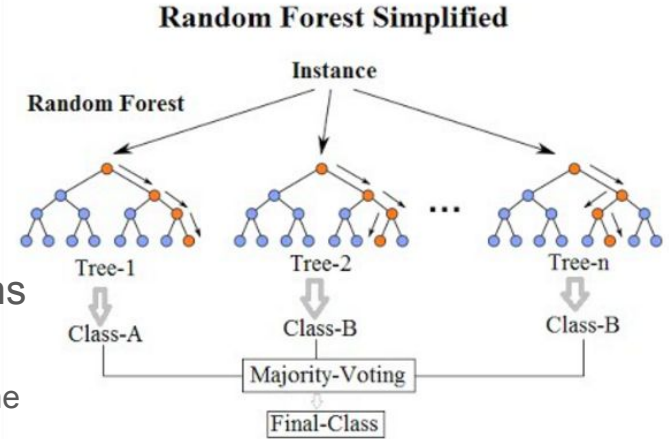 Random Forest Simplified
Instance
Random Forest
...
Tree-1 Tree-2 Tree-n
Class-A Class-B Class-B
Majority-Voting
Final-Class